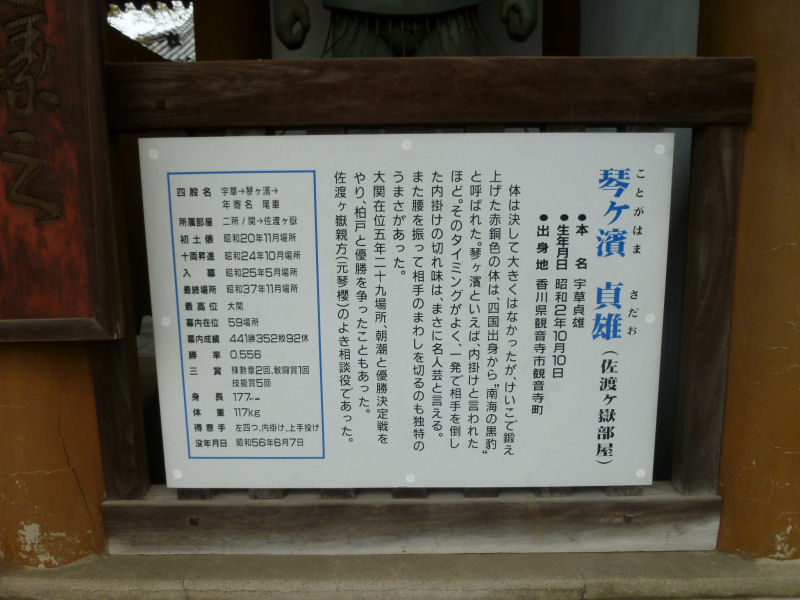 琴ヶ濱 貞雄(佐渡ヶ嶽部屋)
ことがはま さだお
●本 名 宇草貞雄
●生年月日 昭和2年10月10日
●出身地 香川県観音寺市観音寺町
体は決して大きくはなかったが、けいこで鍛え
上げた赤銅色の体は、四国出身から"南海の黒豹"
と呼ばれた。琴ヶ濱といえば、内掛けと言われた
ほど。そのタイミングがよく、一発で相手を倒し
た内掛けの切れ味は、まさに名人芸と言える。
また腰を振って相手のまわしを切るのも独特の
うまさがあった。
大関在位五年二十九場所、朝潮と優勝決定戦を
やり、柏戸と優勝を争ったこともあった。
佐渡ヶ嶽親方(元琴櫻)のよき相談役であった。
四股名 宇草→琴ヶ濱→
年寄名 尾車
所属部屋 二所ノ関→佐渡ヶ嶽
初土俵 昭和20年11月場所
十両昇進 昭和24年10月場所
入幕 昭和25年5月場所
最終場所 昭和37年11月場所
最高位 大関
幕内在位 59場所
幕内成績 441勝352敗92休
勝率 0.556
三賞 殊勲章2回、敢闘賞1回
技能賞5回
身長 177㎝
体重 117kg
得意手 左四つ、内掛け、上手投げ
没年月日 昭和56年6月7日